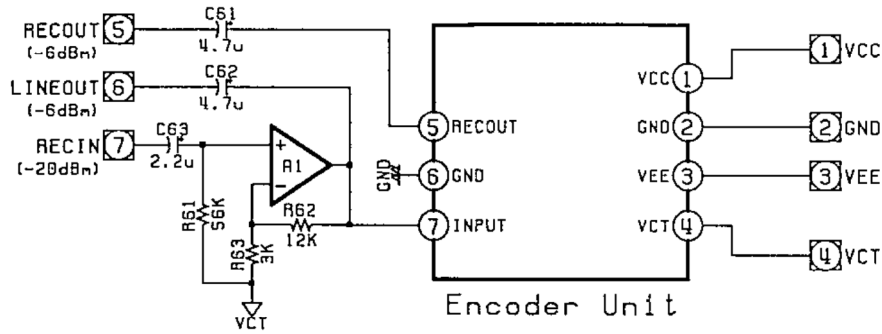 C61
RECOUT 5
(-6dBm)
4.7u
C62
LINEOUT 6
(-6dBm)
4.7u
RECIN 7
(-20dBm)
C63
2.2u
+
A1
-
R61
56K
R62
12K
R63
3K
VCT
5 RECOUT
GND 6 GND
7 INPUT
VCC 1
GND 2
VEE 3
VCT 4
1 VCC
2 GND
3 VEE
4 VCT
Encoder Unit